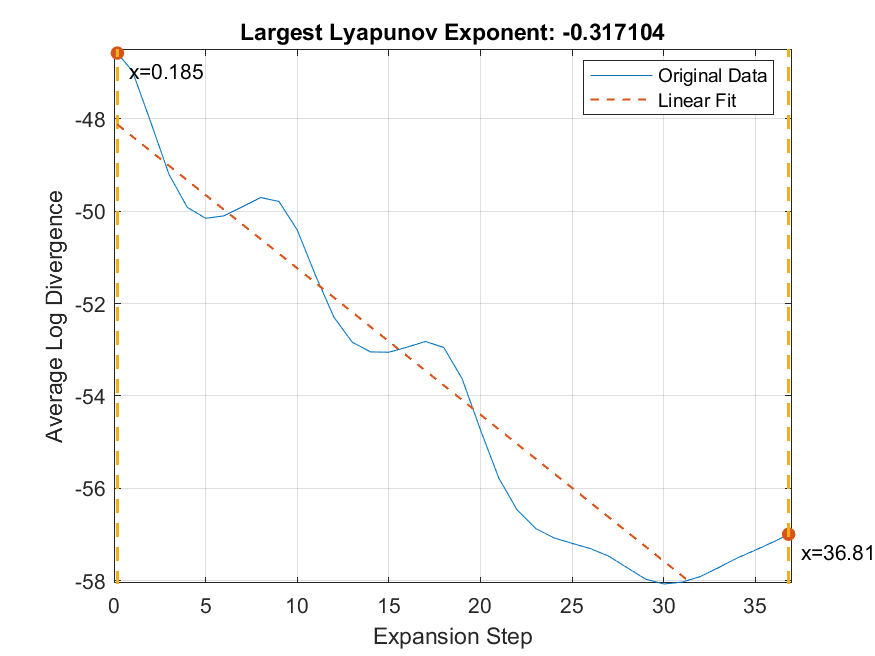 Largest Lyapunov Exponent: -0.317104
x=0.185
Original Data
Linear Fit
-48
-50
-52
-54
-56
-58
Average Log Divergence
x=36.81
0 5 10 15 20 25 30 35
Expansion Step